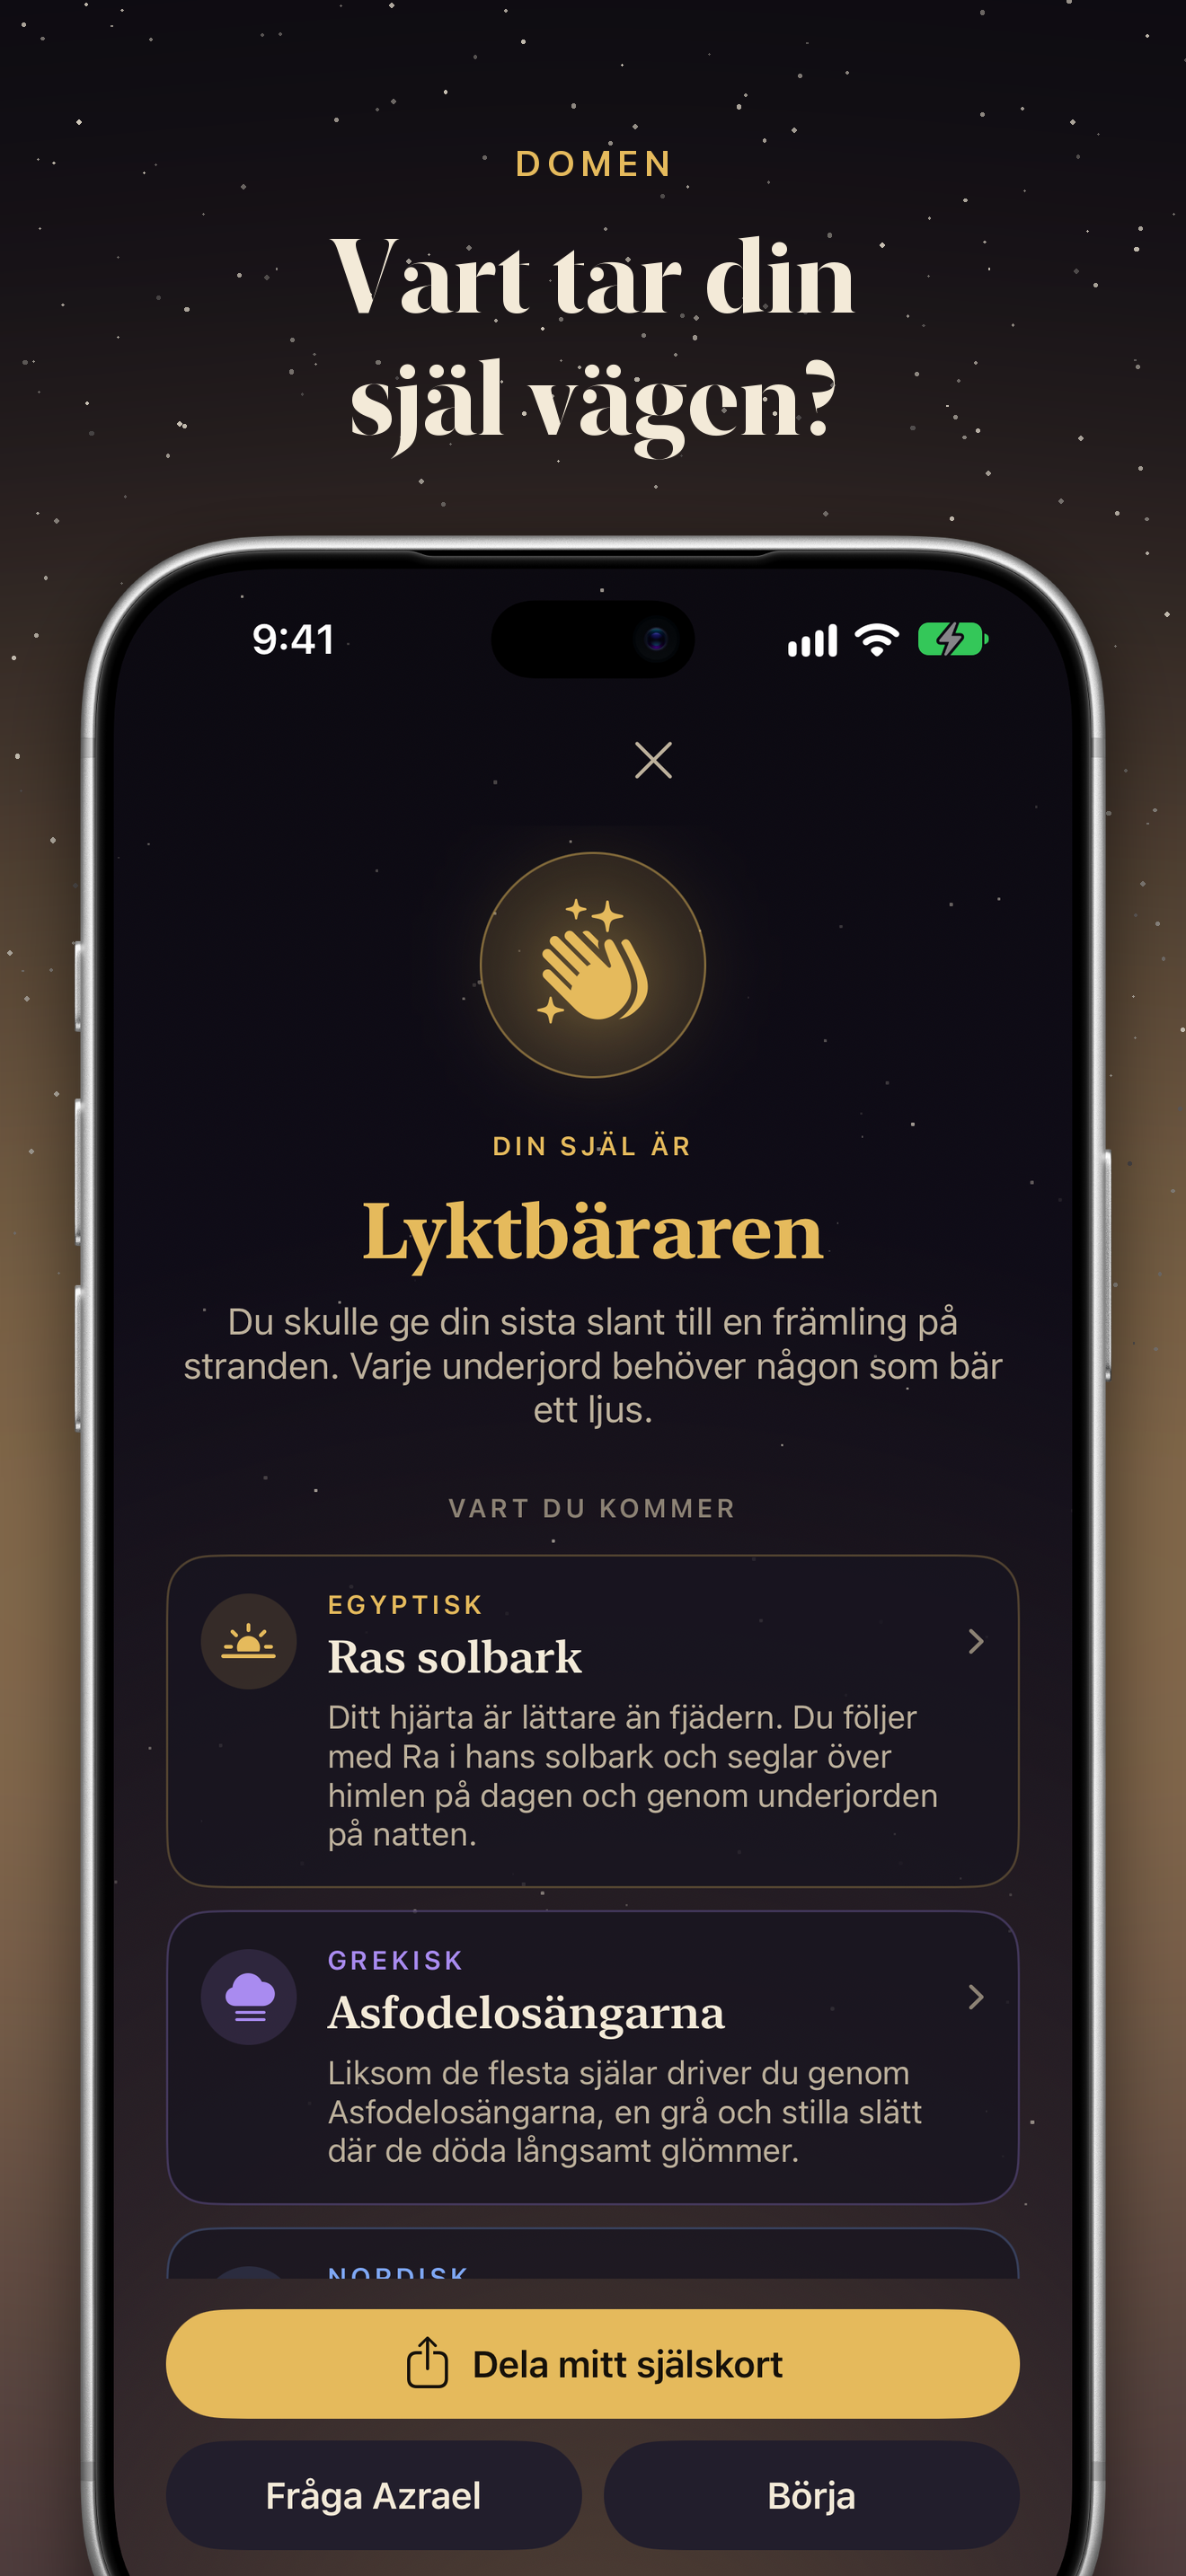 DOMEN
Vart tar din
själ vägen?
9:41
DIN SJÄL ÄR
Lyktbäraren
Du skulle ge din sista slant till en främling på
stranden. Varje underjord behöver någon som bär
ett ljus.
VART DU KOMMER
EGYPTISK
Ras solbark
Ditt hjärta är lättare än fjädern. Du följer
med Ra i hans solbark och seglar över
himlen på dagen och genom underjorden
på natten.
GREKISK
Asfodelosängarna
Liksom de flesta själar driver du genom
Asfodelosängarna, en grå och stilla slätt
där de döda långsamt glömmer.
NORDISK
Dela mitt själskort
Fråga Azrael
Börja